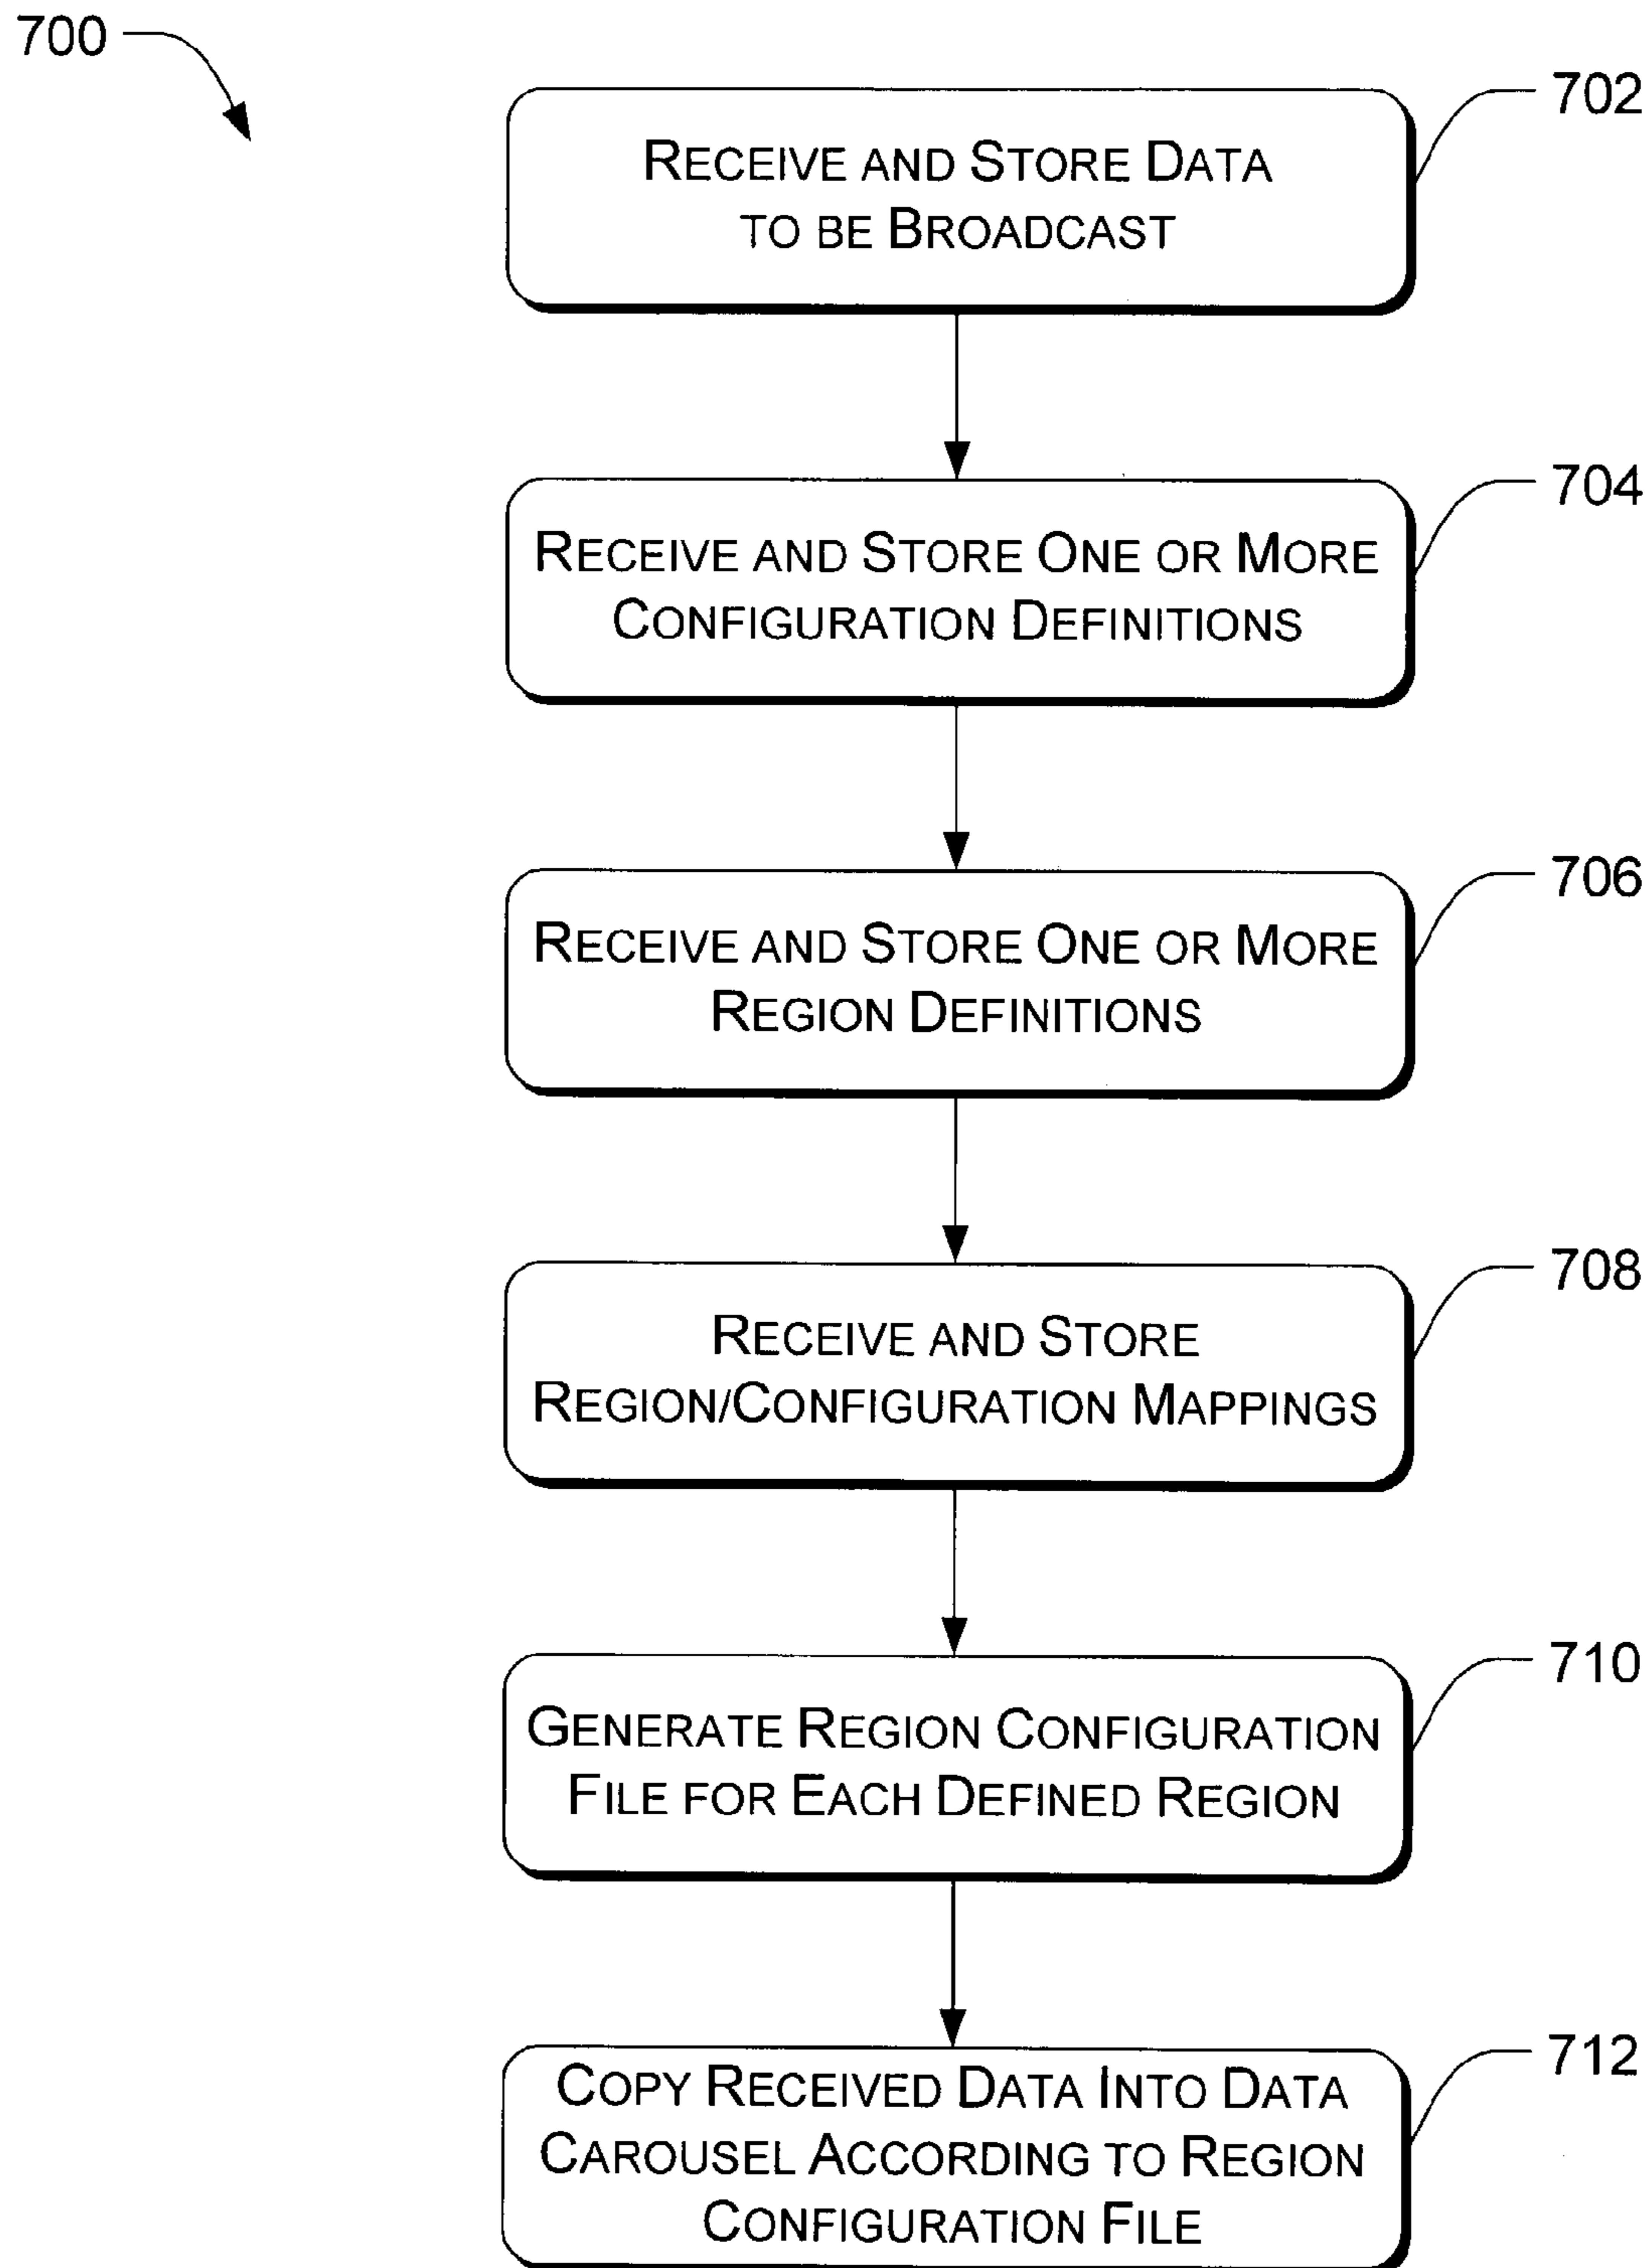 700
702
RECEIVE AND STORE DATA
TO BE BROADCAST
704
RECEIVE AND STORE ONE OR MORE
CONFIGURATION DEFINITIONS
706
RECEIVE AND STORE ONE OR MORE
REGION DEFINITIONS
708
RECEIVE AND STORE
REGION/CONFIGURATION MAPPINGS
710
GENERATE REGION CONFIGURATION
FILE FOR EACH DEFINED REGION
712
COPY RECEIVED DATA INTO DATA
CAROUSEL ACCORDING TO REGION
CONFIGURATION FILE